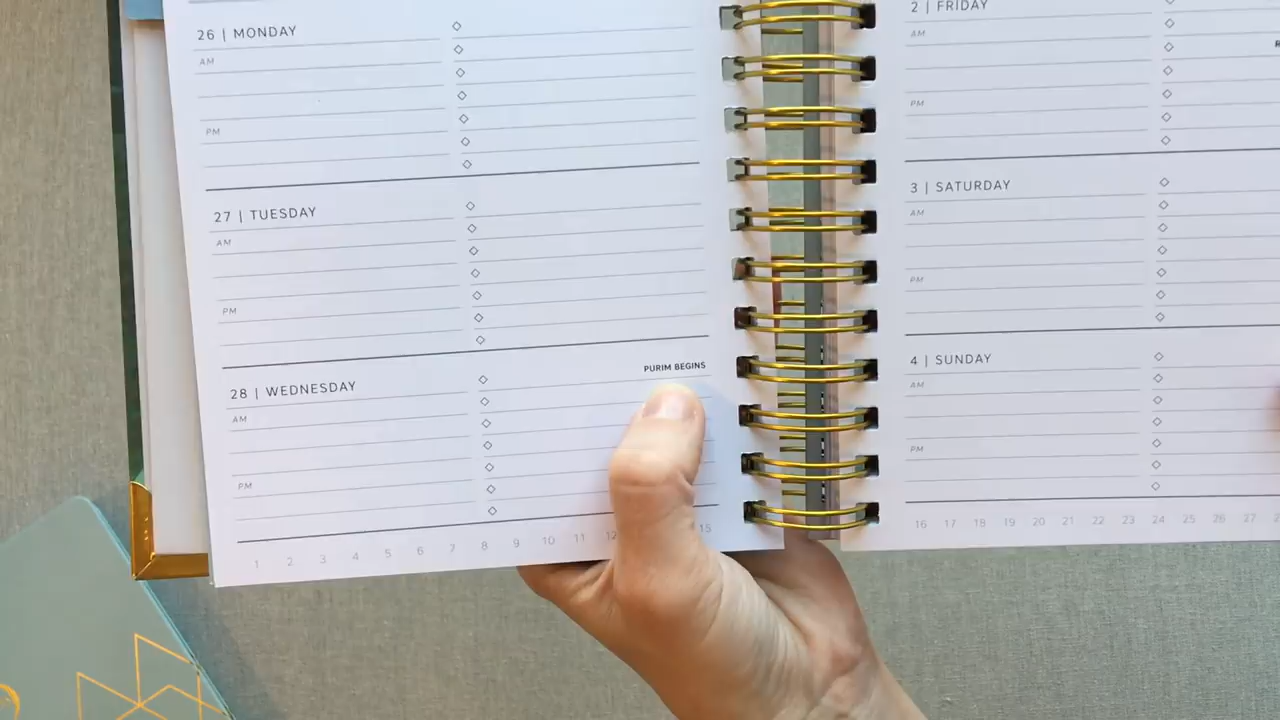 26 | MONDAY
AM
PM
27 | TUESDAY
AM
PM
PURIM BEGINS
28 | WEDNESDAY
AM
PM
1 2 3 4 5 6 7 8 9 10 11 12 15
2 | FRIDAY
AM
PM
3 | SATURDAY
AM
PM
4 | SUNDAY
AM
PM
16 17 18 19 20 21 22 23 24 25 26 27